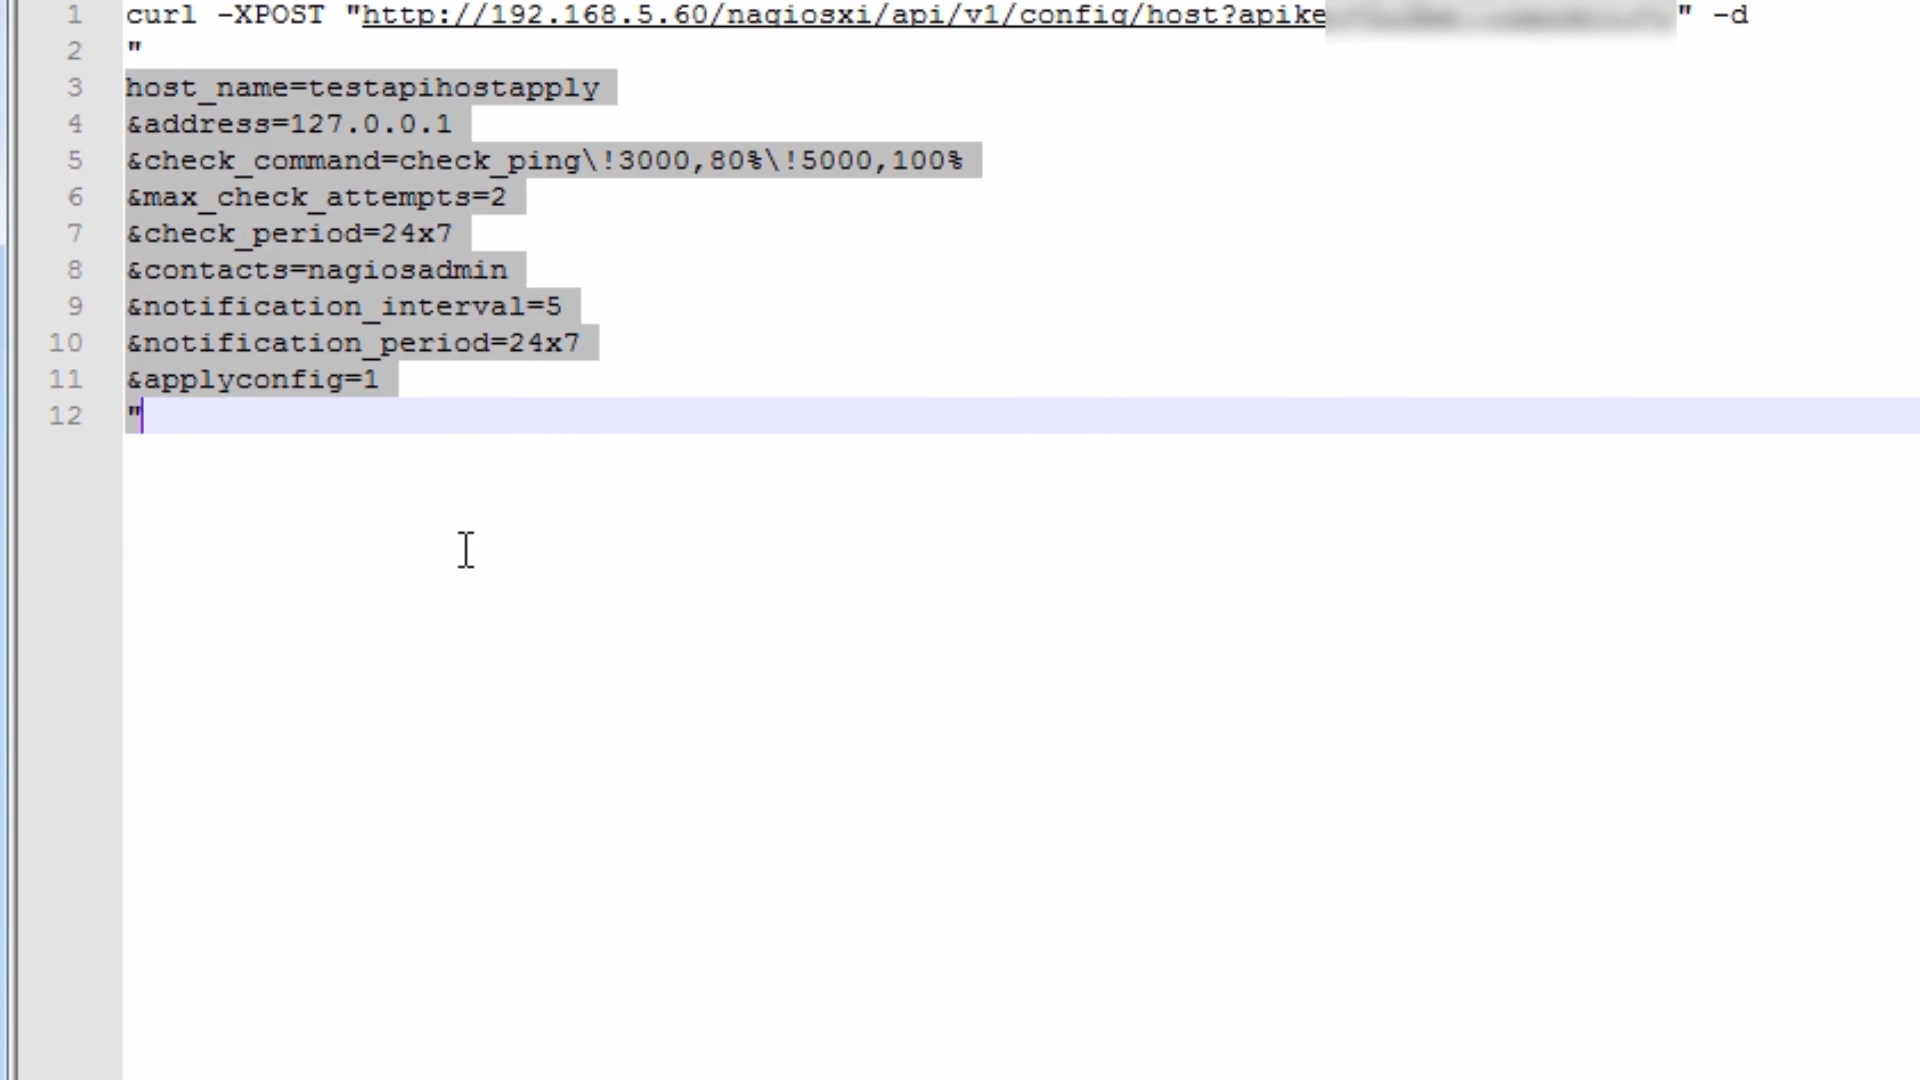 1 curl -XPOST "http://192.168.5.60/nagiosxi/api/v1/config/host?apike " -d
2 "
3 host_name=testapihostapply
4 &address=127.0.0.1
5 &check_command=check_ping\!3000,80%\!5000,100%
6 &max_check_attempts=2
7 &check_period=24x7
8 &contacts=nagiosadmin
9 &notification_interval=5
10 &notification_period=24x7
11 &applyconfig=1
12 "